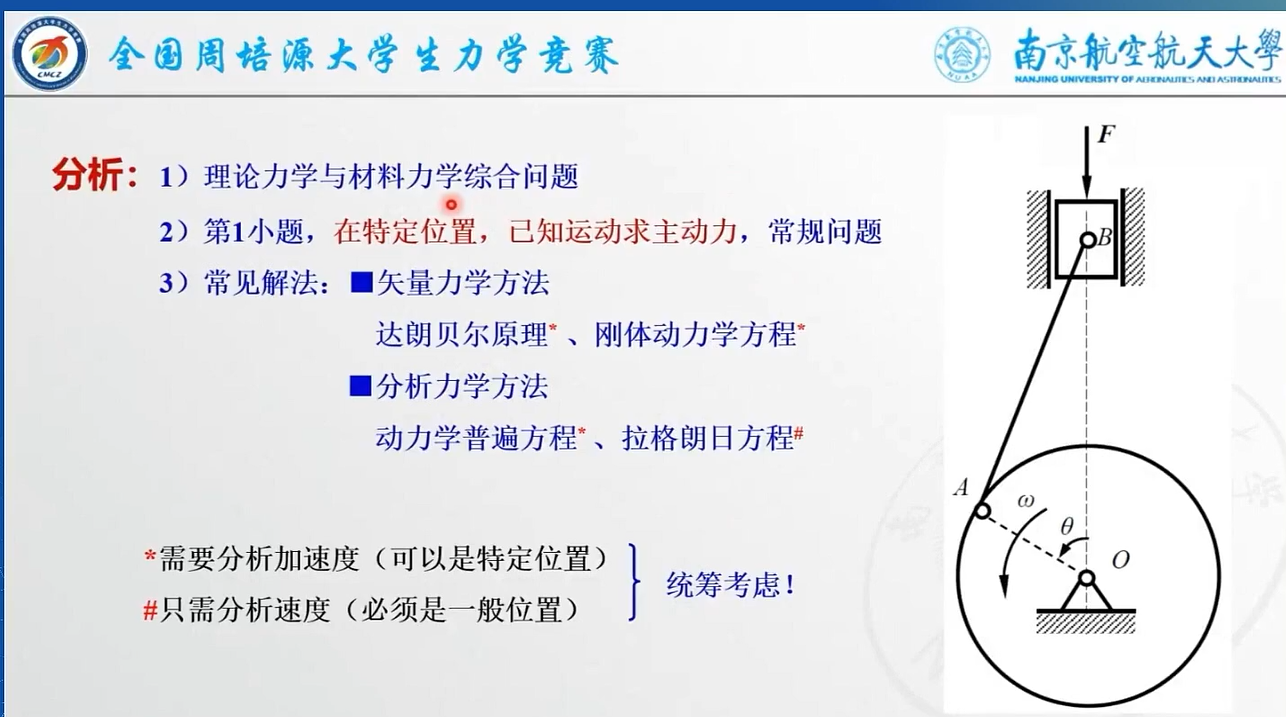 全国周培源大学生力学竞赛
CMCZ
NUAA
南京航空航天大學
NANJING UNIVERSITY OF AERONAUTICS AND ASTRONAUTICS
分析：1）理论力学与材料力学综合问题
2）第1小题，在特定位置，已知运动求主动力，常规问题
3）常见解法：■矢量力学方法
达朗贝尔原理*、刚体动力学方程*
■分析力学方法
动力学普遍方程*、拉格朗日方程#
*需要分析加速度（可以是特定位置）
#只需分析速度（必须是一般位置）
统筹考虑！
F
B
A
ω
θ
O